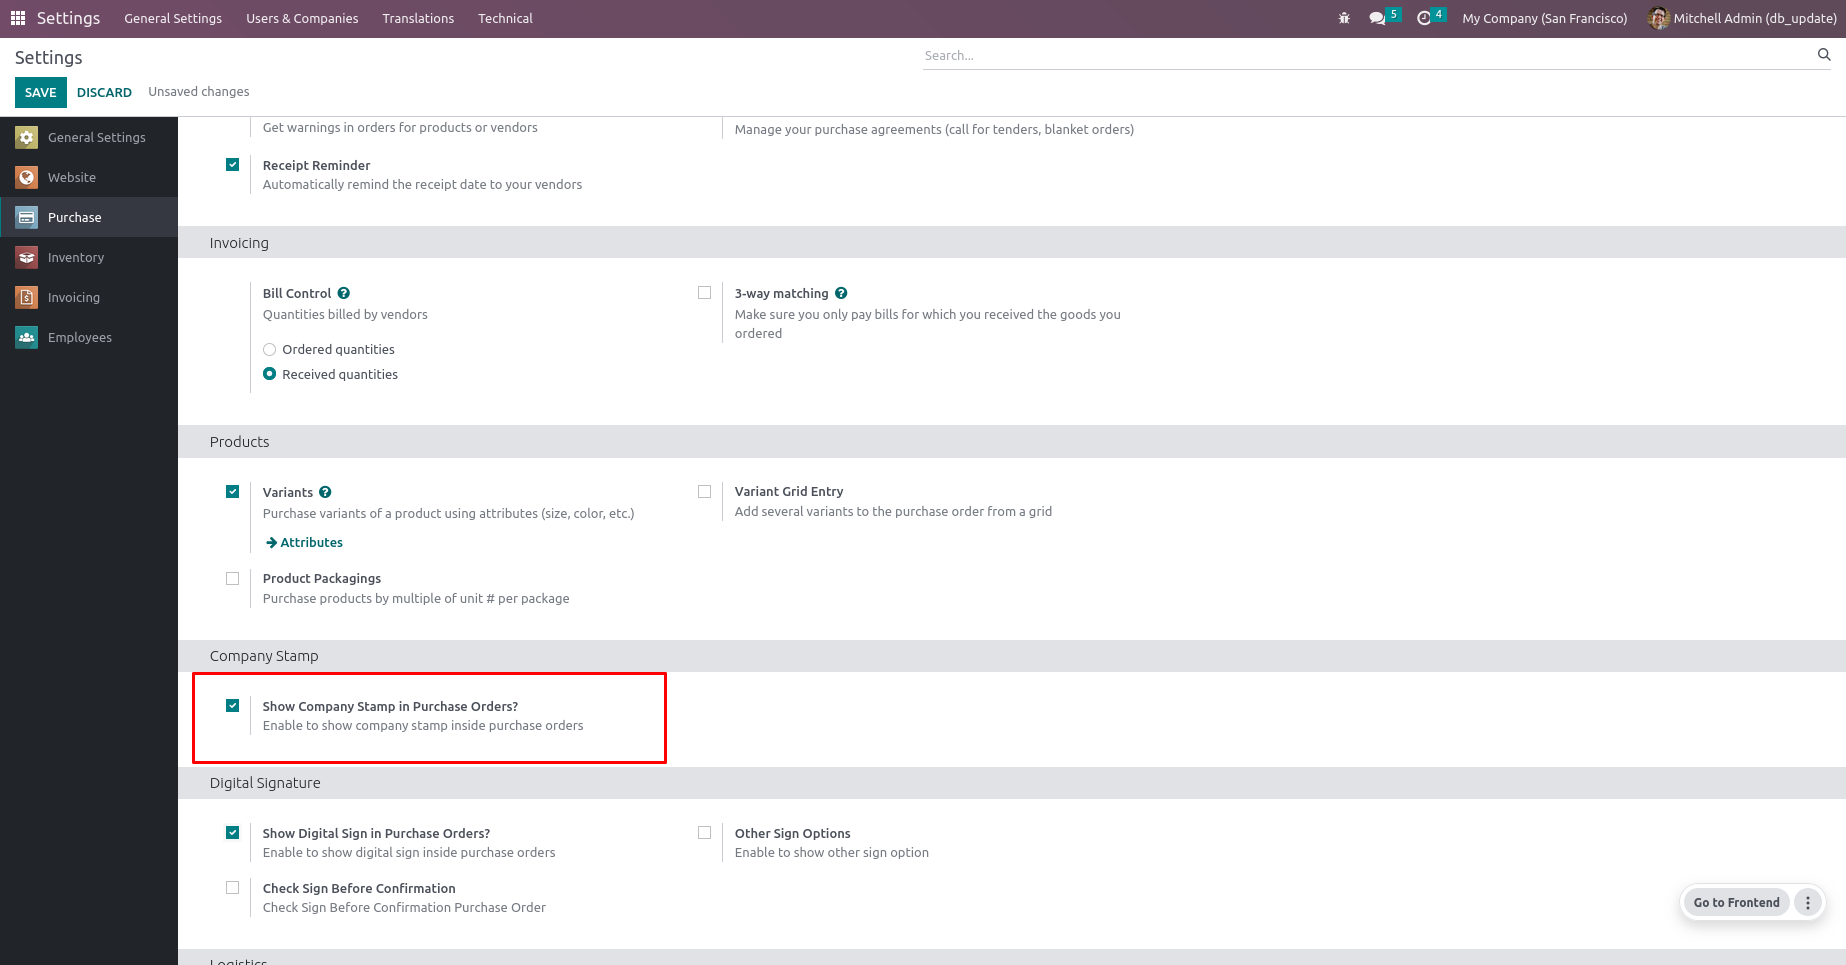 Settings General Settings Users & Companies Translations Technical 5 4 My Company (San Francisco) Mitchell Admin (db_update)
Settings
Search...
SAVE DISCARD Unsaved changes
General Settings
Website
Purchase
Inventory
Invoicing
Employees
Get warnings in orders for products or vendors
Manage your purchase agreements (call for tenders, blanket orders)
Receipt Reminder
Automatically remind the receipt date to your vendors
Invoicing
Bill Control ?
Quantities billed by vendors
Ordered quantities
Received quantities
3-way matching ?
Make sure you only pay bills for which you received the goods you
ordered
Products
Variants ?
Purchase variants of a product using attributes (size, color, etc.)
Attributes
Variant Grid Entry
Add several variants to the purchase order from a grid
Product Packagings
Purchase products by multiple of unit # per package
Company Stamp
Show Company Stamp in Purchase Orders?
Enable to show company stamp inside purchase orders
Digital Signature
Show Digital Sign in Purchase Orders?
Enable to show digital sign inside purchase orders
Other Sign Options
Enable to show other sign option
Check Sign Before Confirmation
Check Sign Before Confirmation Purchase Order
Go to Frontend
Logistics